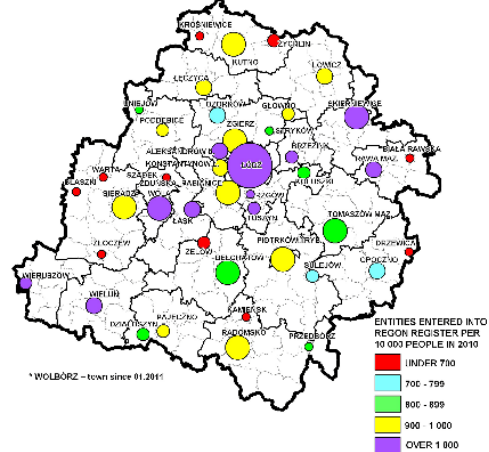 KROŚNIEWICE
ŻYCHLIN
KUTNO
ŁOWICZ
ŁĘCZYCA
UNIEJÓW
OZORKÓW
GŁOWNO
SKIERNIEWICE
PODDĘBICE
ZGIERZ
STRYKÓW
ALEKSANDRÓW
BRZEZINY
BIAŁA RAWSKA
KONSTANTYNÓW
ŁÓDŹ
RAWA MAZ.
WARTA
SZADEK
PABIANICE
KOLUSZKI
BŁASZKI
ZDUŃSKA
SIERADZ
WOLA
RZGÓW
ŁASK
TUSZYN
TOMASZÓW MAZ.
ZŁOCZEW
ZELÓW
PIOTRKÓW TRYB.
DRZEWICA
BEŁCHATÓW
SULEJÓW
OPOCZNO
WIERUSZÓW
WIELUŃ
KAMIEŃSK
DZIAŁOSZYN
PAJĘCZNO
RADOMSKO
PRZEDBÓRZ
* WOLBÓRZ – town since 01.2011
ENTITIES ENTERED INTO
REGON REGISTER PER
10 000 PEOPLE IN 2010
UNDER 700
700 - 799
800 - 899
900 - 1 000
OVER 1 000